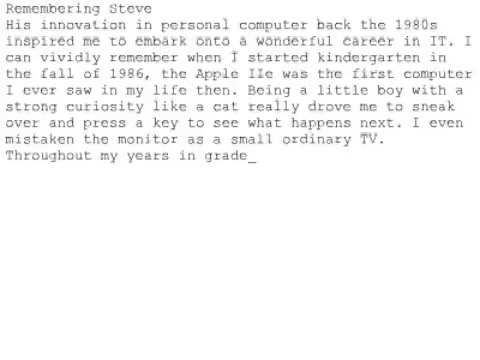 Remembering Steve
His innovation in personal computer back the 1980s
inspired me to embark onto a wonderful career in IT. I
can vividly remember when I started kindergarten in
the fall of 1986, the Apple IIe was the first computer
I ever saw in my life then. Being a little boy with a
strong curiosity like a cat really drove me to sneak
over and press a key to see what happens next. I even
mistaken the monitor as a small ordinary TV.
Throughout my years in grade_